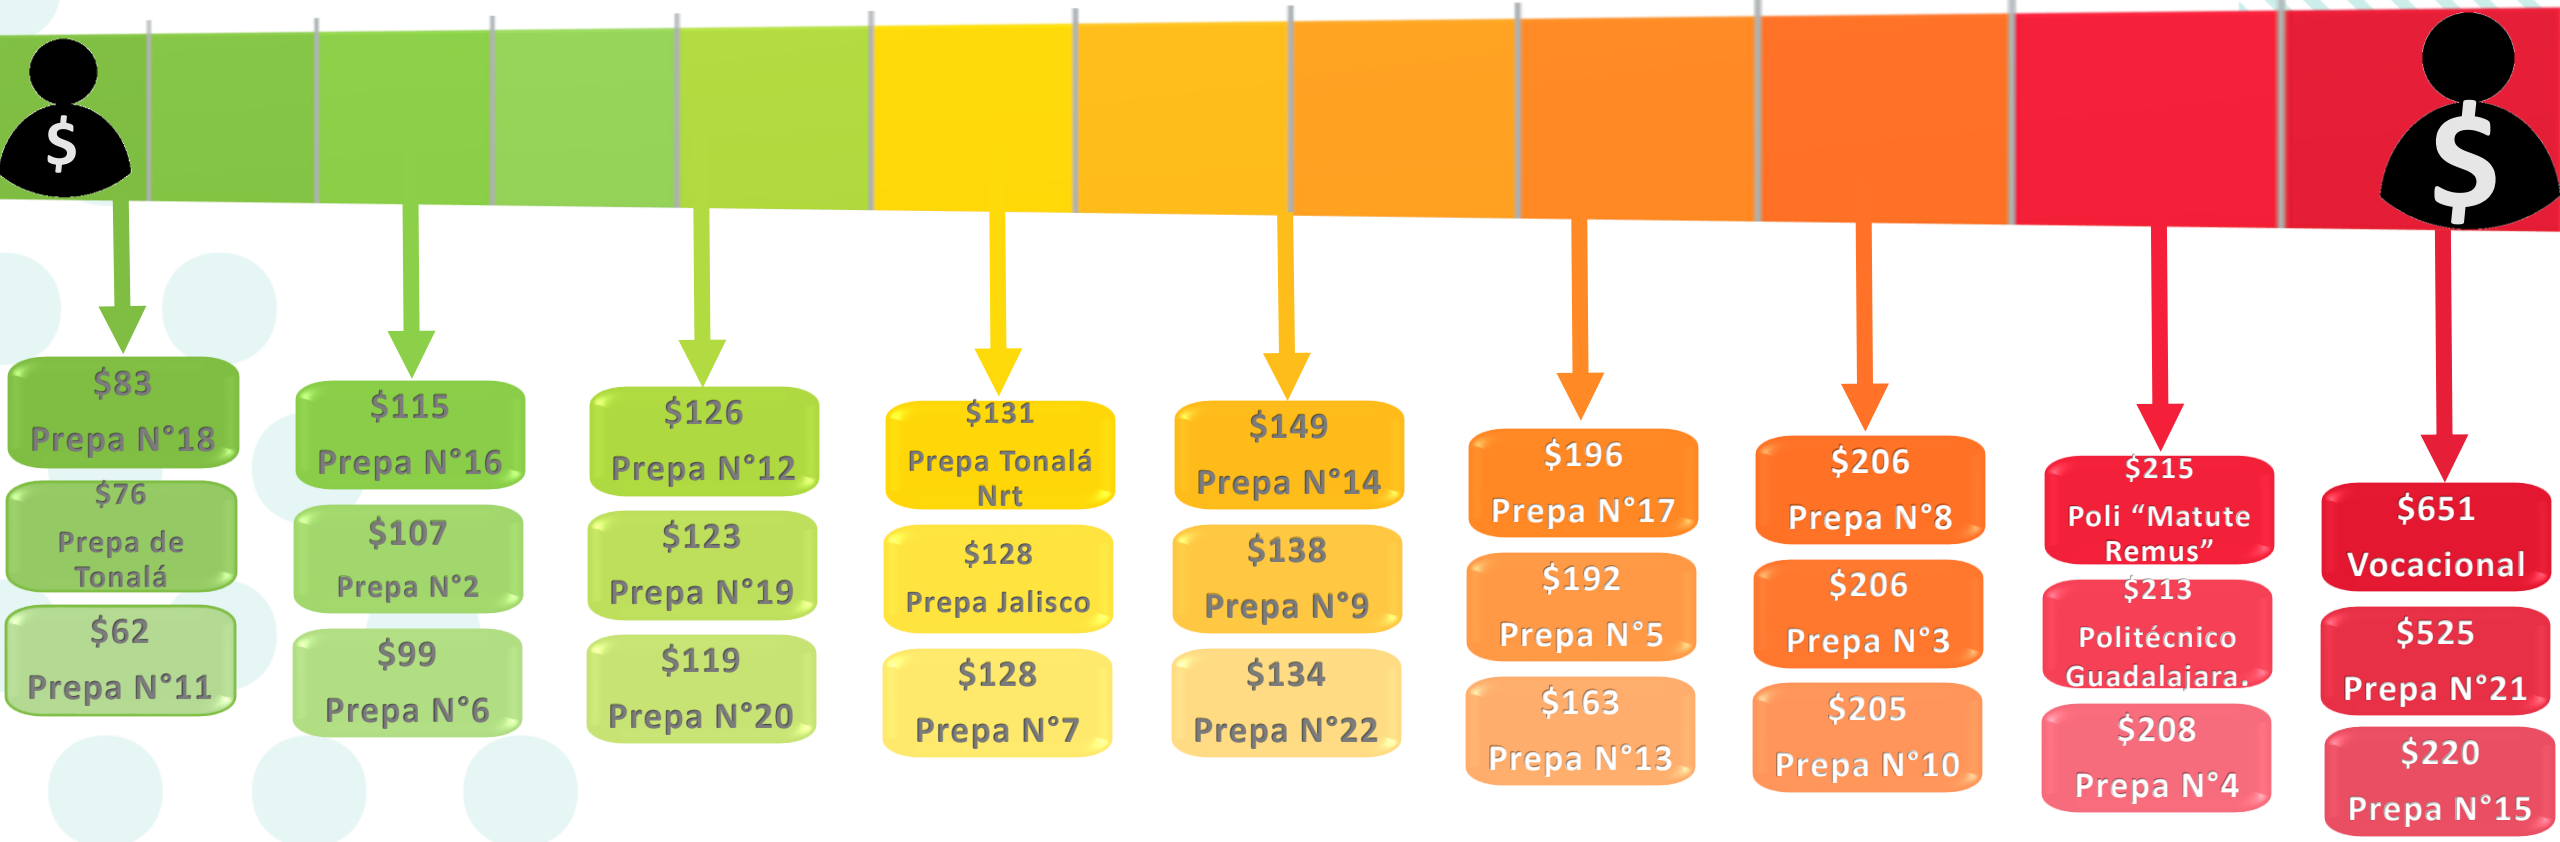 $
$
$83
Prepa N°18
$76
Prepa de
Tonalá
$62
Prepa N°11
$115
Prepa N°16
$107
Prepa N°2
$99
Prepa N°6
$126
Prepa N°12
$123
Prepa N°19
$119
Prepa N°20
$131
Prepa Tonalá
Nrt
$128
Prepa Jalisco
$128
Prepa N°7
$149
Prepa N°14
$138
Prepa N°9
$134
Prepa N°22
$196
Prepa N°17
$192
Prepa N°5
$163
Prepa N°13
$206
Prepa N°8
$206
Prepa N°3
$205
Prepa N°10
$215
Poli “Matute
Remus”
$213
Politécnico
Guadalajara.
$208
Prepa N°4
$651
Vocacional
$525
Prepa N°21
$220
Prepa N°15